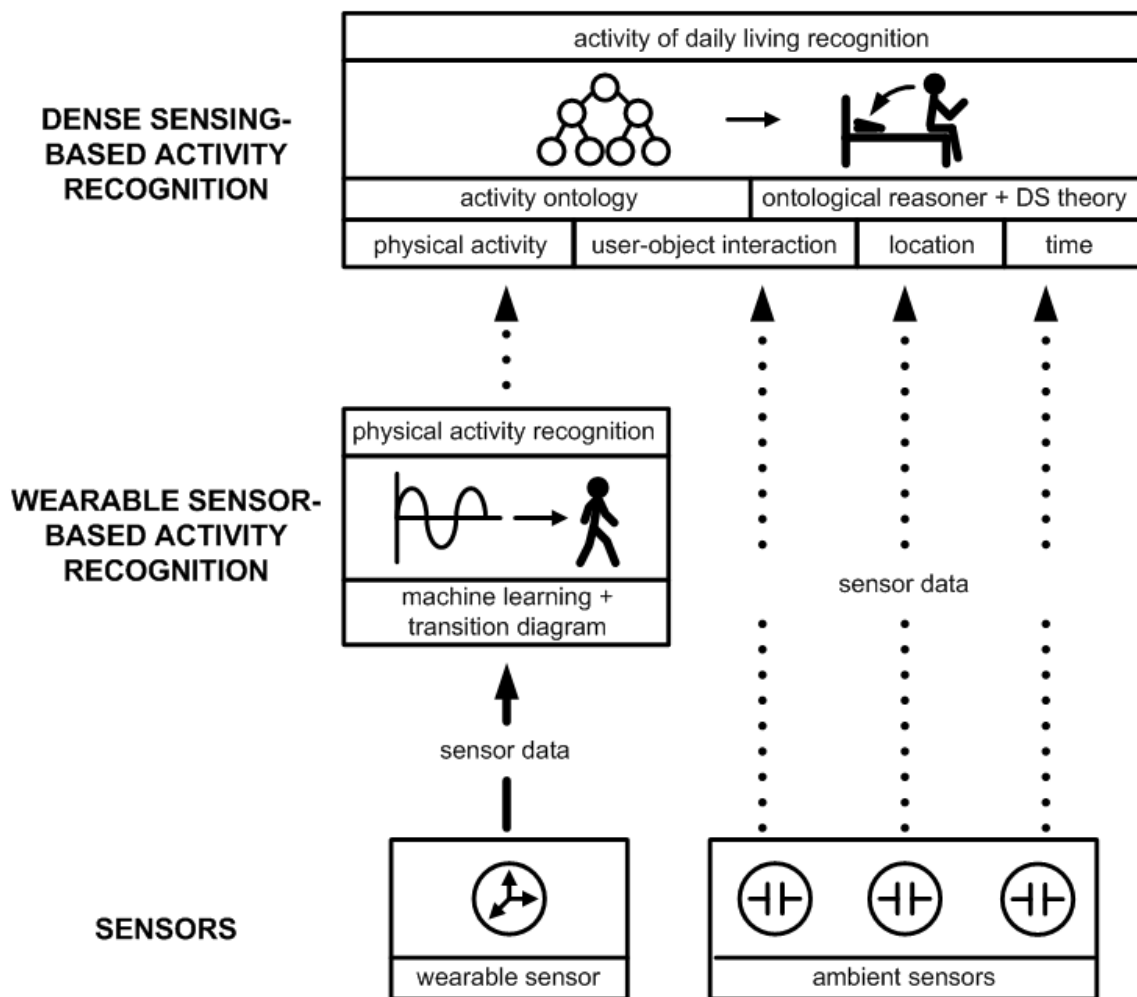 activity of daily living recognition
DENSE SENSING-
BASED ACTIVITY
RECOGNITION
activity ontology
ontological reasoner + DS theory
physical activity
user-object interaction
location
time
physical activity recognition
WEARABLE SENSOR-
BASED ACTIVITY
RECOGNITION
machine learning +
transition diagram
sensor data
sensor data
SENSORS
wearable sensor
ambient sensors